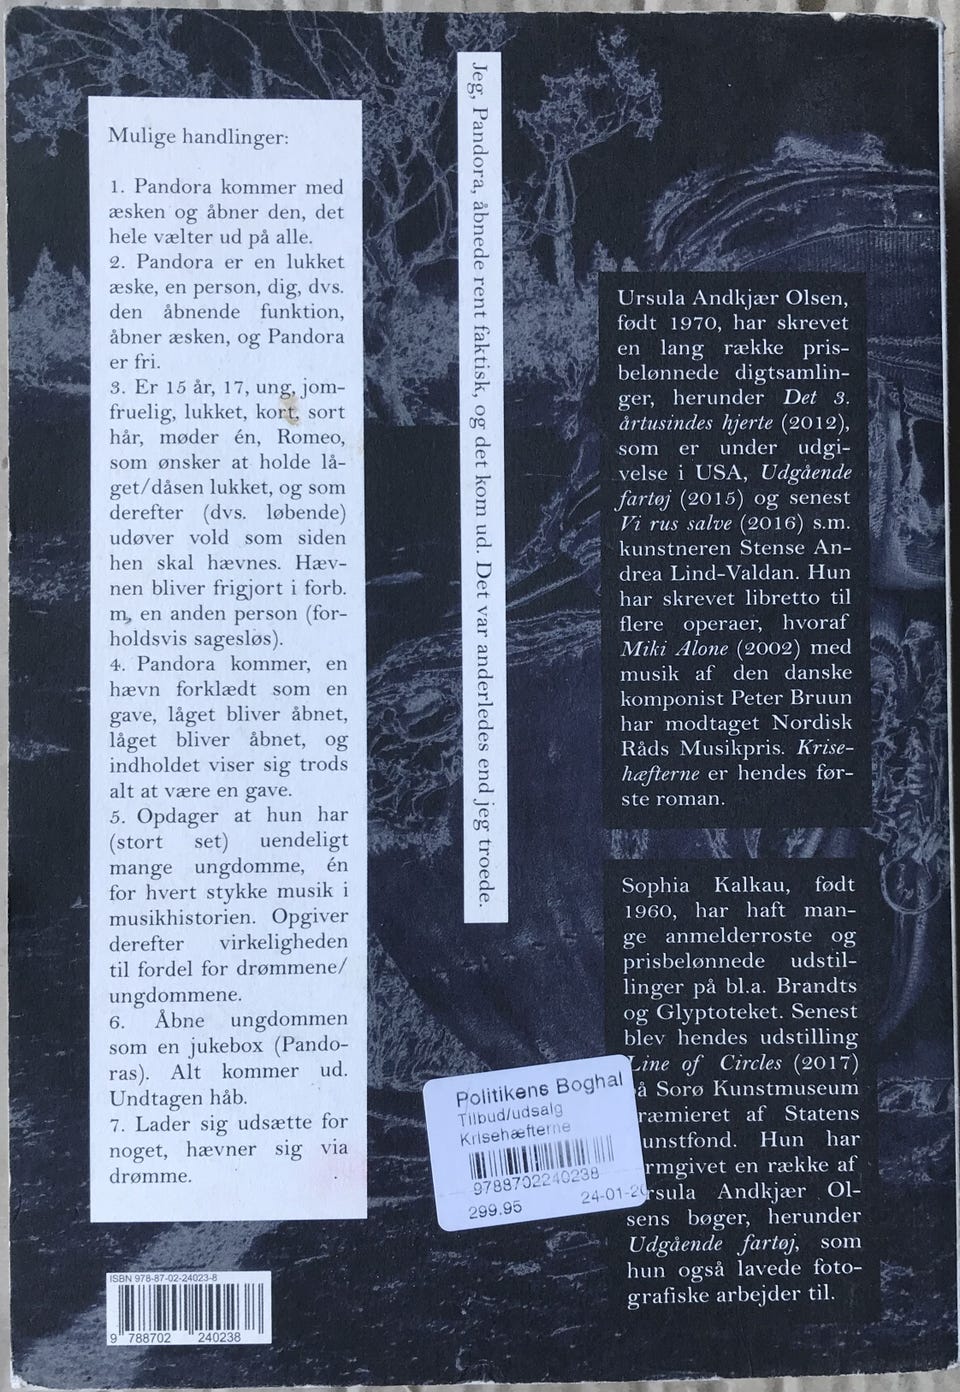 Mulige handlinger:
1. Pandora kommer med
æsken og åbner den, det
hele vælter ud på alle.
2. Pandora er en lukket
æske, en person, dig, dvs.
den åbnende funktion,
åbner æsken, og Pandora
er fri.
3. Er 15 år, 17, ung, jom-
fruelig, lukket, kort, sort
hår, møder én, Romeo,
som ønsker at holde lå-
get/dåsen lukket, og som
derefter (dvs. løbende)
udøver vold som siden
hen skal hævnes. Hæv-
nen bliver frigjort i forb.
m. en anden person (for-
holdsvis sagesløs).
4. Pandora kommer, en
hævn forklædt som en
gave, låget bliver åbnet,
låget bliver åbnet, og
indholdet viser sig trods
alt at være en gave.
5. Opdager at hun har
(stort set) uendeligt
mange ungdomme, én
for hvert stykke musik i
musikhistorien. Opgiver
derefter virkeligheden
til fordel for drømmene/
ungdommene.
6. Åbne ungdommen
som en jukebox (Pando-
ras). Alt kommer ud.
Undtagen håb.
7. Lader sig udsætte for
noget, hævner sig via
drømme.
ISBN 978-87-02-24023-8
9 788702 240238
Jeg, Pandora, åbnede rent faktisk, og det kom ud. Det var anderledes end jeg troede.
Ursula Andkjær Olsen,
født 1970, har skrevet
en lang række pris-
belønnede digtsamlin-
ger, herunder Det 3.
årtusindes hjerte (2012),
som er under udgi-
velse i USA, Udgående
fartøj (2015) og senest
Vi rus salve (2016) s.m.
kunstneren Stense An-
drea Lind-Valdan. Hun
har skrevet libretto til
flere operaer, hvoraf
Miki Alone (2002) med
musik af den danske
komponist Peter Bruun
har modtaget Nordisk
Råds Musikpris. Krise-
hæfterne er hendes før-
ste roman.
Sophia Kalkau, født
1960, har haft man-
ge anmelderroste og
prisbelønnede udstil-
linger på bl.a. Brandts
og Glyptoteket. Senest
blev hendes udstilling
Line of Circles (2017)
på Sorø Kunstmuseum
præmieret af Statens
Kunstfond. Hun har
formgivet en række af
Ursula Andkjær Ol-
sens bøger, herunder
Udgående fartøj, som
hun også lavede foto-
grafiske arbejder til.
Politikens Boghal
Tilbud/udsalg
Krisehæfterne
9788702240238
299.95 24-01-20